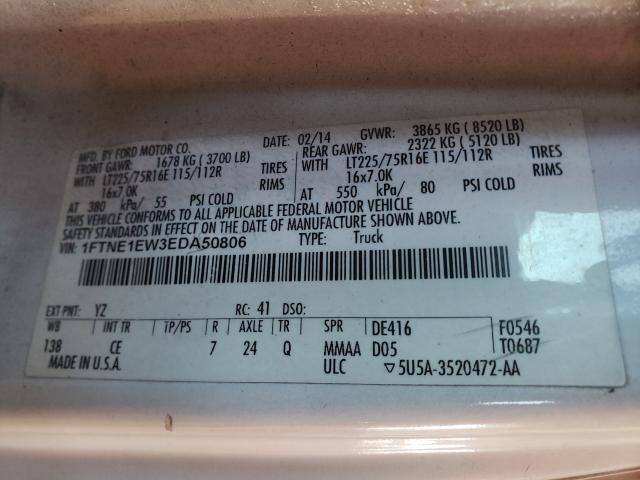 MFD. BY FORD MOTOR CO. DATE: 02/14 GVWR: 3865 KG ( 8520 LB)
FRONT GAWR: 1678 KG ( 3700 LB) REAR GAWR: 2322 KG ( 5120 LB)
WITH LT225/75R16E 115/112R TIRES WITH LT225/75R16E 115/112R TIRES
16x7.0K RIMS 16x7.0K RIMS
AT 380 kPa/ 55 PSI COLD AT 550 kPa/ 80 PSI COLD
THIS VEHICLE CONFORMS TO ALL APPLICABLE FEDERAL MOTOR VEHICLE
SAFETY STANDARDS IN EFFECT ON THE DATE OF MANUFACTURE SHOWN ABOVE.
VIN: 1FTNE1EW3EDA50806 TYPE: Truck
EXT PNT: YZ RC: 41 DSO:
WB INT TR TP/PS R AXLE TR SPR DE416 F0546
138 CE 7 24 Q MMAA D05 T0687
MADE IN U.S.A. ULC ▽5U5A-3520472-AA